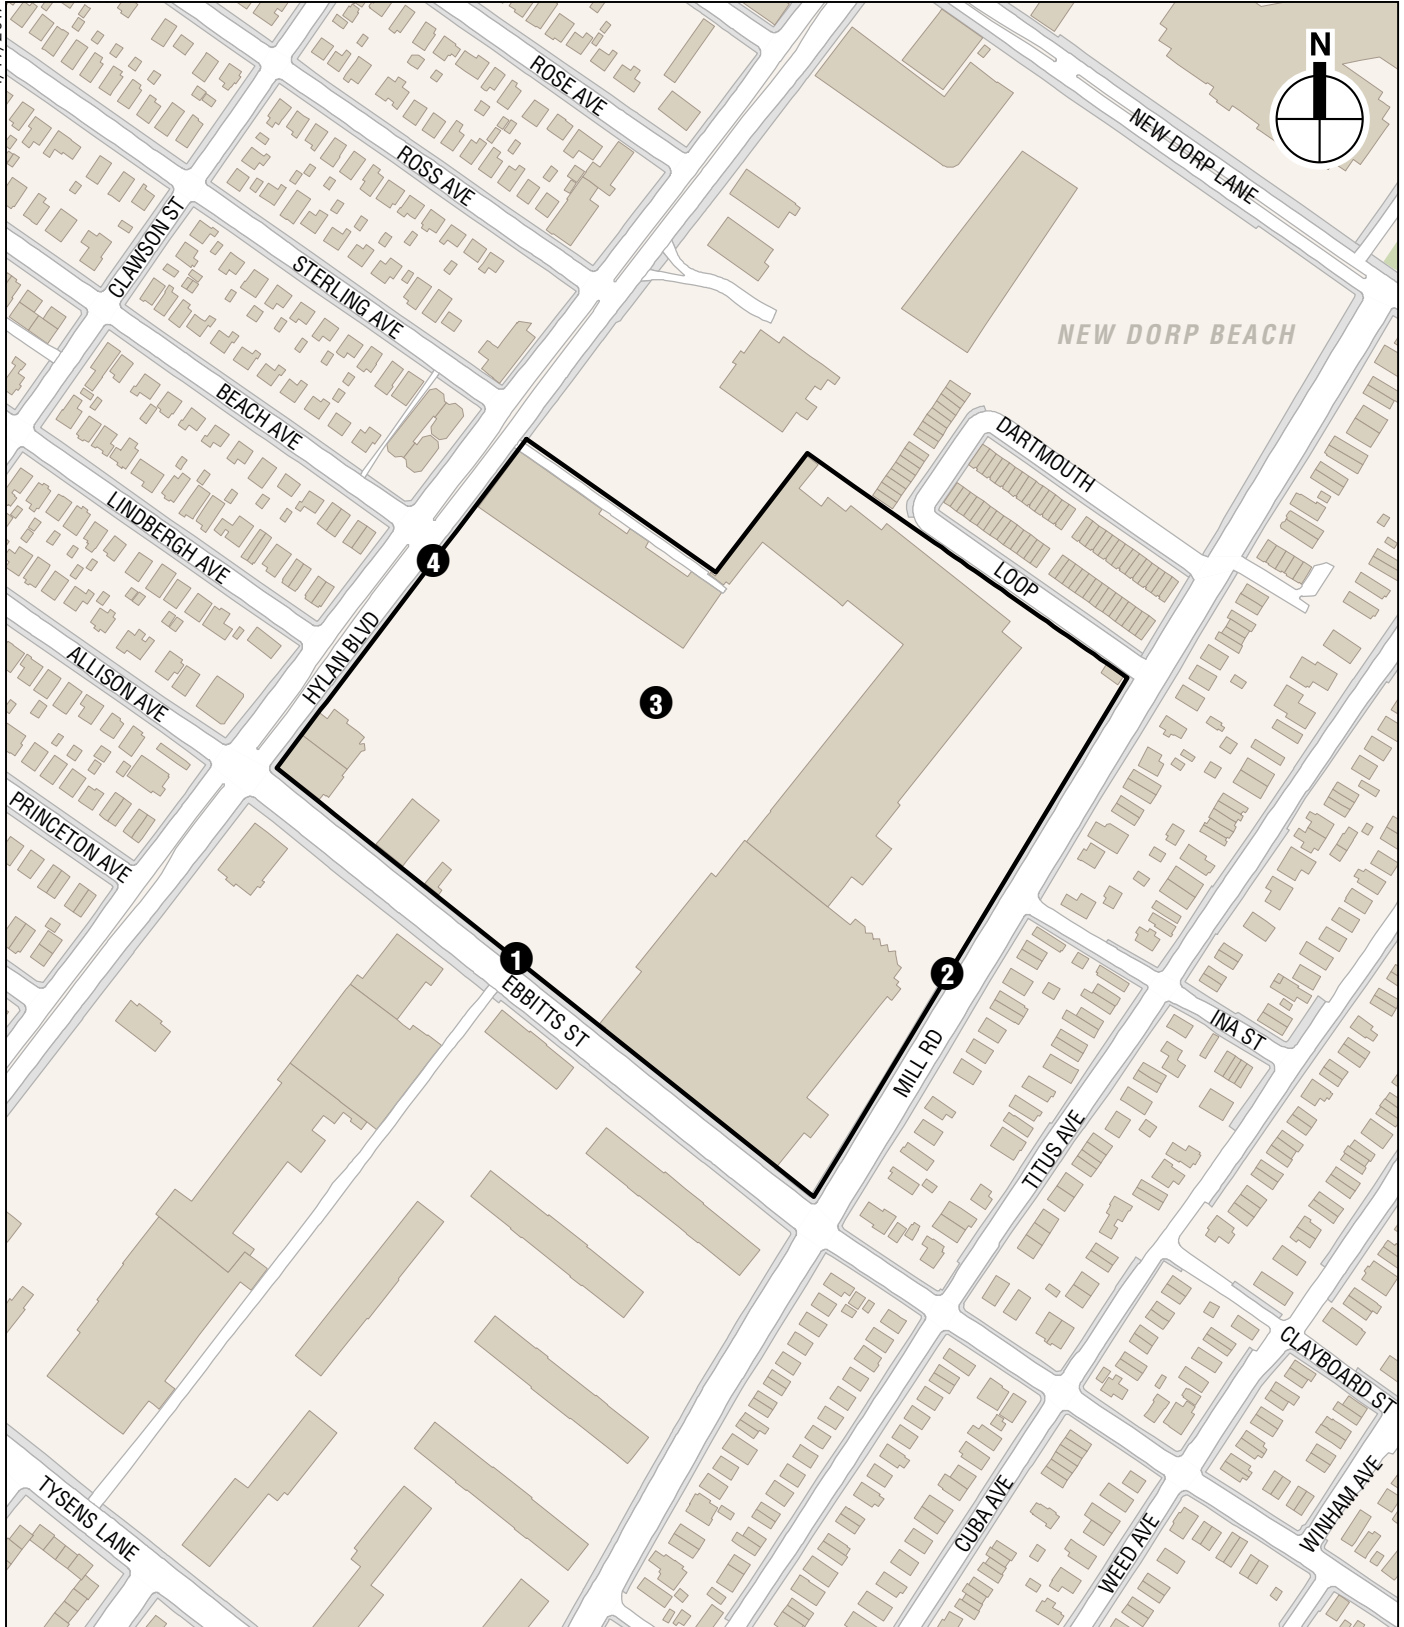 N
ROSE AVE
NEW DORP LANE
ROSS AVE
CLAWSON ST
STERLING AVE
NEW DORP BEACH
BEACH AVE
DARTMOUTH
LINDBERGH AVE
4
LOOP
HYLAN BLVD
ALLISON AVE
3
PRINCETON AVE
1
2
EBBITTS ST
INA ST
MILL RD
TITUS AVE
CLAYBOARD ST
TYSENS LANE
CUBA AVE
WINHAM AVE
WEED AVE